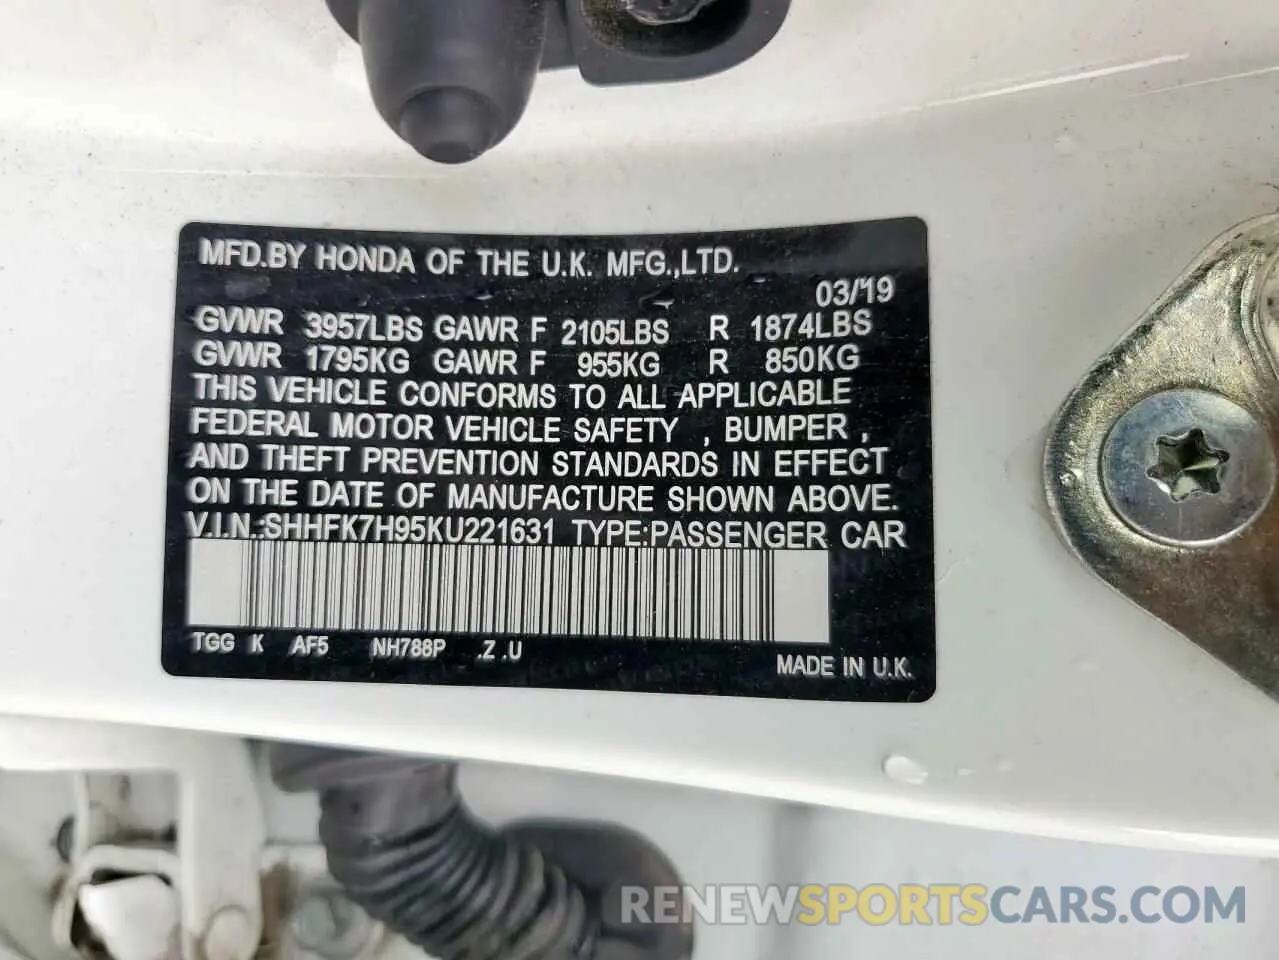 MFD.BY HONDA OF THE U.K. MFG.,LTD.
03/'19
GVWR 3957LBS GAWR F 2105LBS R 1874LBS
GVWR 1795KG GAWR F 955KG R 850KG
THIS VEHICLE CONFORMS TO ALL APPLICABLE
FEDERAL MOTOR VEHICLE SAFETY , BUMPER ,
AND THEFT PREVENTION STANDARDS IN EFFECT
ON THE DATE OF MANUFACTURE SHOWN ABOVE.
V.I.N.:SHHFK7H95KU221631 TYPE:PASSENGER CAR
TGG K AF5 NH788P .Z .U
MADE IN U.K.
RENEWSPORTSCARS.COM